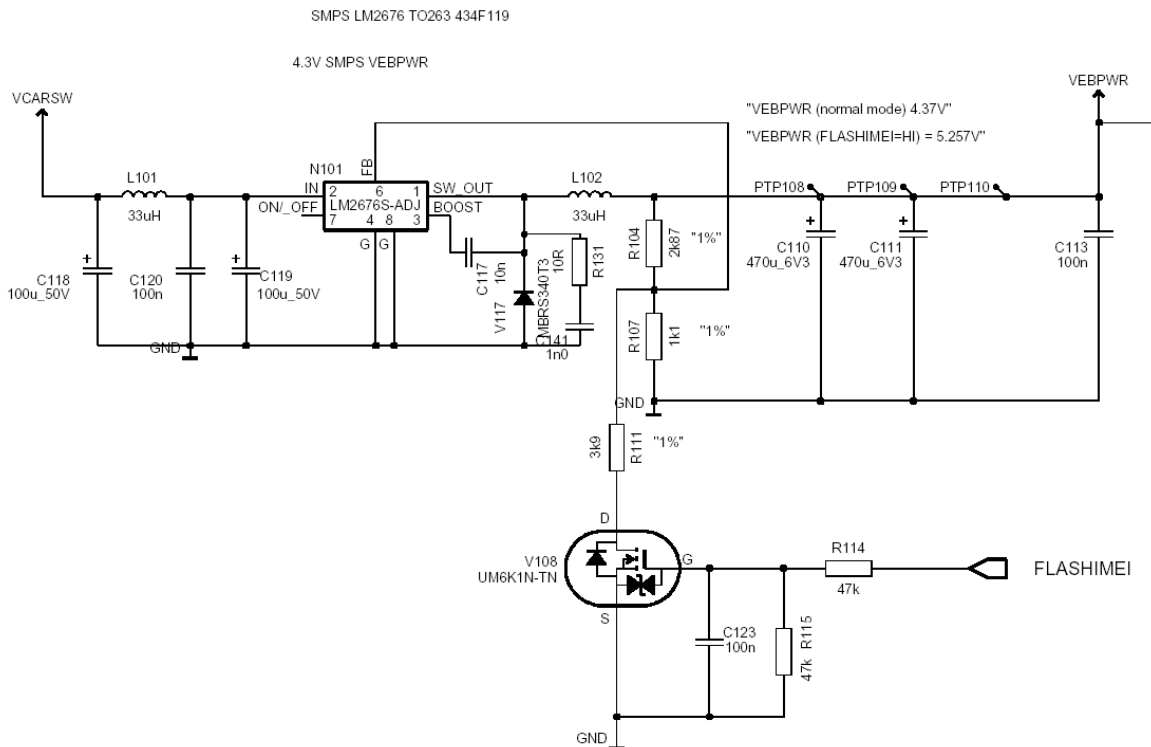 SMPS LM2676 TO263 434F119
4.3V SMPS VEBPWR
VCARSW
VEBPWR
"VEBPWR (normal mode) 4.37V"
"VEBPWR (FLASHIMEI=HI) = 5.257V"
L101
33uH
N101
FB
IN
2
6
1
SW_OUT
LM2676S-ADJ
ON/_OFF
7
4
8
3
BOOST
G
G
L102
33uH
PTP108
PTP109
PTP110
C118
100u_50V
C120
100n
C119
100u_50V
C117
10n
V117
MBRS340T3
10R
R131
C141
1n0
R104
2k87
"1%"
R107
1k1
"1%"
C110
470u_6V3
C111
470u_6V3
C113
100n
GND
GND
3k9
R111
"1%"
D
V108
UM6K1N-TN
G
S
R114
47k
FLASHIMEI
C123
100n
47k R115
GND